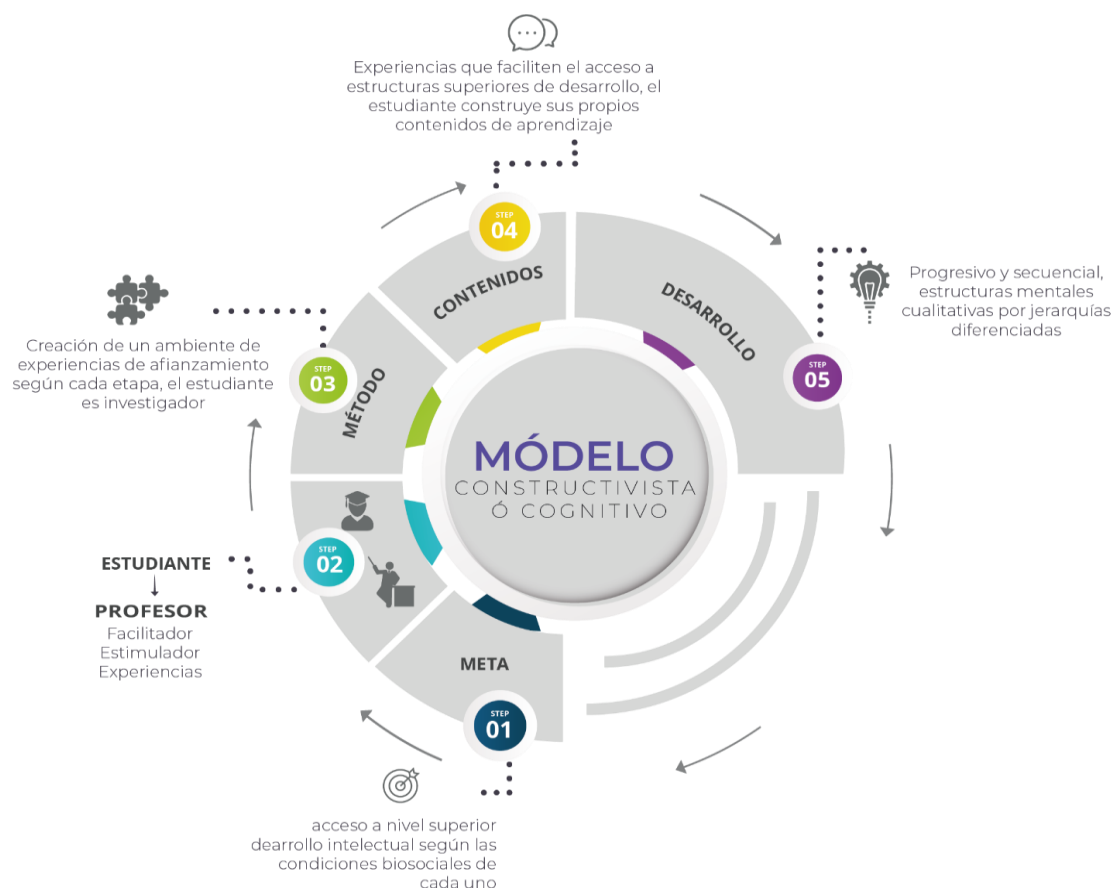 Experiencias que faciliten el acceso a
estructuras superiores de desarrollo, el
estudiante construye sus propios
contenidos de aprendizaje
STEP
04
CONTENIDOS
DESARROLLO
STEP
05
Progresivo y secuencial,
estructuras mentales
cualitativas por jerarquías
diferenciadas
Creación de un ambiente de
experiencias de afianzamiento
según cada etapa, el estudiante
es investigador
STEP
03
MÉTODO
MÓDELO
CONSTRUCTIVISTA
Ó COGNITIVO
ESTUDIANTE
PROFESOR
Facilitador
Estimulador
Experiencias
STEP
02
META
STEP
01
acceso a nivel superior
dearrollo intelectual según las
condiciones biosociales de
cada uno